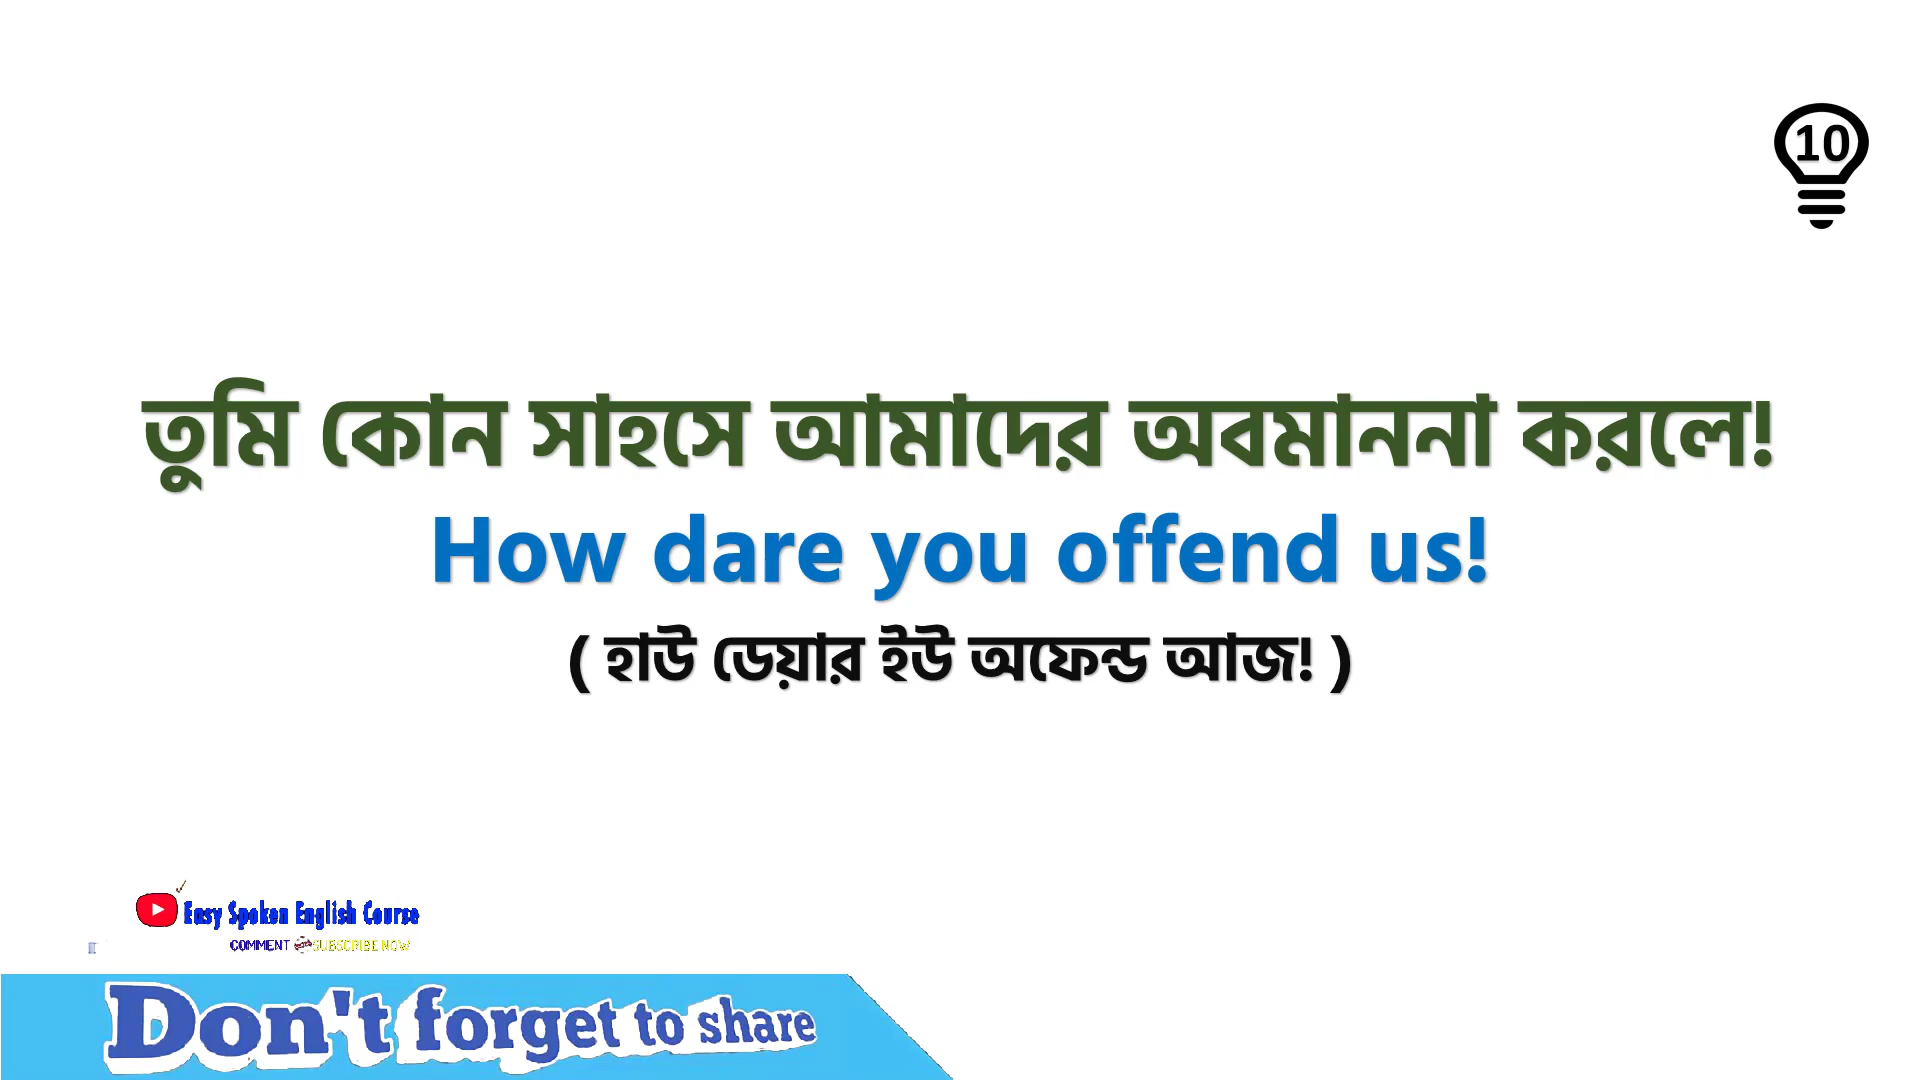 10
তুমি কোন সাহসে আমাদের অবমাননা করলে!
How dare you offend us!
( হাউ ডেয়ার ইউ অফেন্ড আজ! )
Easy Spoken English Course
COMMENT SUBSCRIBE NOW
Don't forget to share